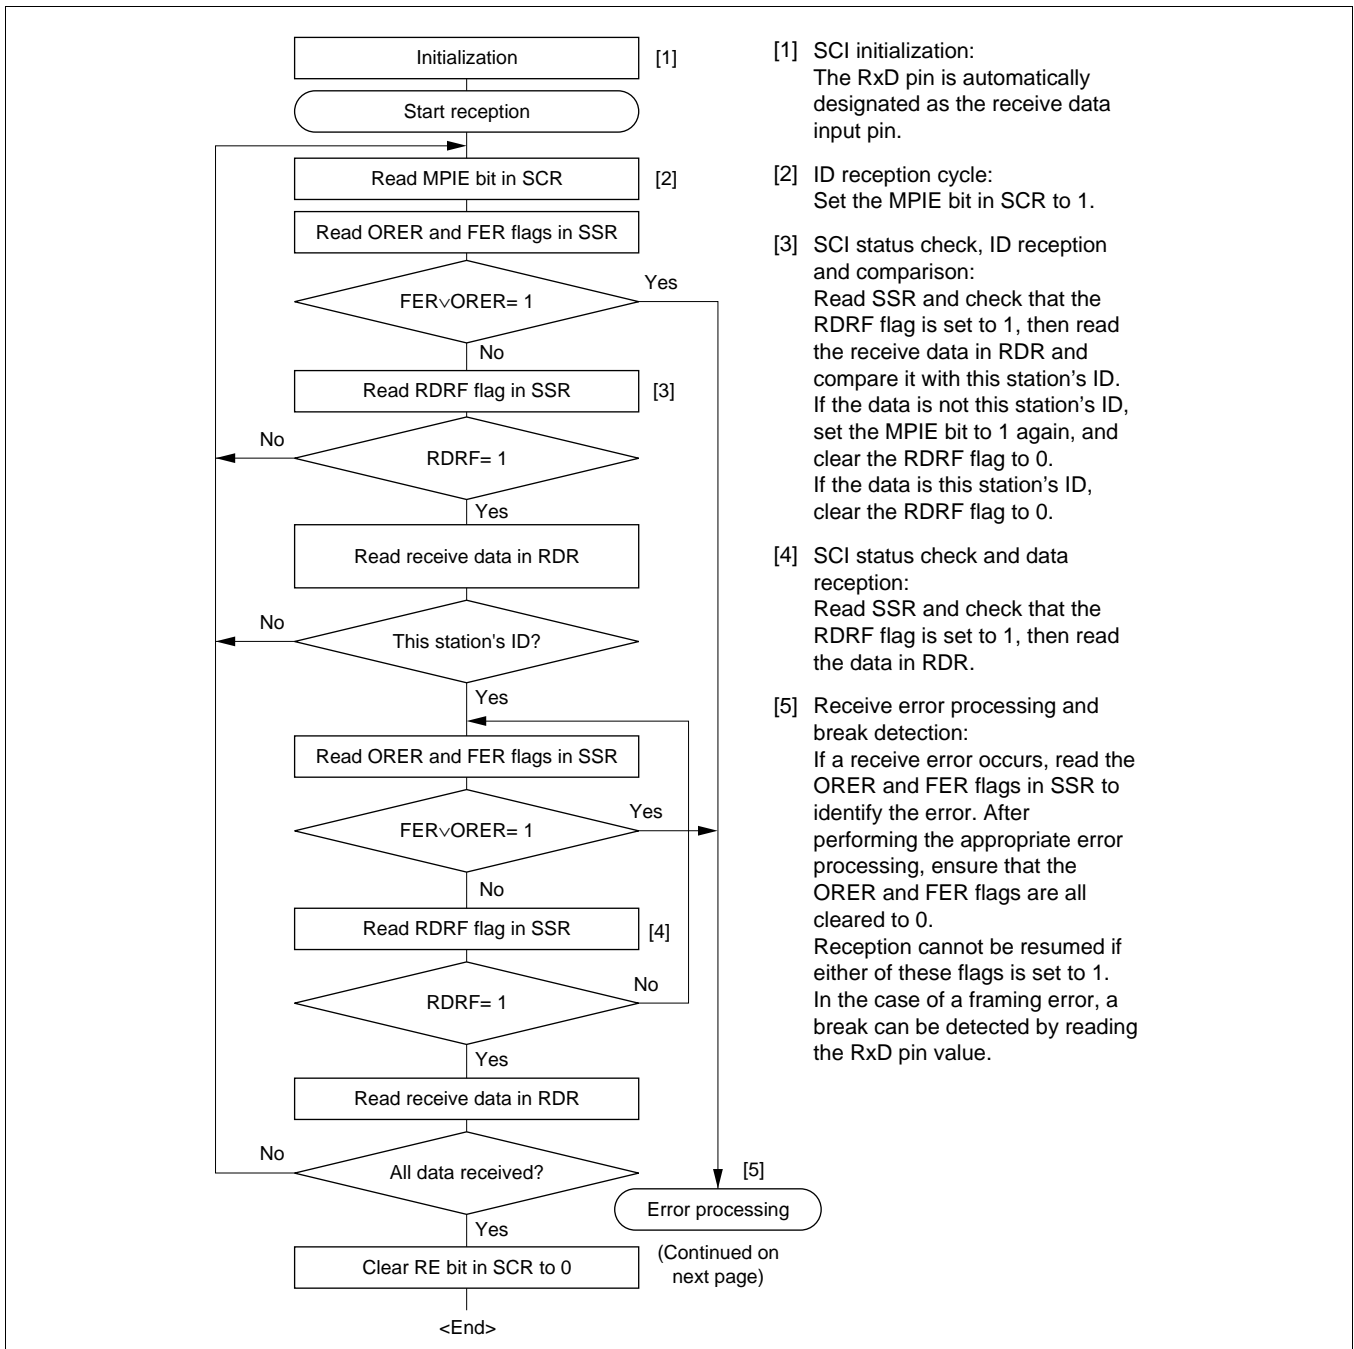 Initialization
[1]
Start reception
Read MPIE bit in SCR
[2]
Read ORER and FER flags in SSR
Yes
FER∨ORER= 1
No
Read RDRF flag in SSR
[3]
No
RDRF= 1
Yes
Read receive data in RDR
No
This station's ID?
Yes
Read ORER and FER flags in SSR
Yes
FER∨ORER= 1
No
Read RDRF flag in SSR
[4]
No
RDRF= 1
Yes
Read receive data in RDR
No
All data received?
[5]
Error processing
Yes
(Continued on
next page)
Clear RE bit in SCR to 0
<End>
[1] SCI initialization:
The RxD pin is automatically
designated as the receive data
input pin.
[2] ID reception cycle:
Set the MPIE bit in SCR to 1.
[3] SCI status check, ID reception
and comparison:
Read SSR and check that the
RDRF flag is set to 1, then read
the receive data in RDR and
compare it with this station's ID.
If the data is not this station's ID,
set the MPIE bit to 1 again, and
clear the RDRF flag to 0.
If the data is this station's ID,
clear the RDRF flag to 0.
[4] SCI status check and data
reception:
Read SSR and check that the
RDRF flag is set to 1, then read
the data in RDR.
[5] Receive error processing and
break detection:
If a receive error occurs, read the
ORER and FER flags in SSR to
identify the error. After
performing the appropriate error
processing, ensure that the
ORER and FER flags are all
cleared to 0.
Reception cannot be resumed if
either of these flags is set to 1.
In the case of a framing error, a
break can be detected by reading
the RxD pin value.